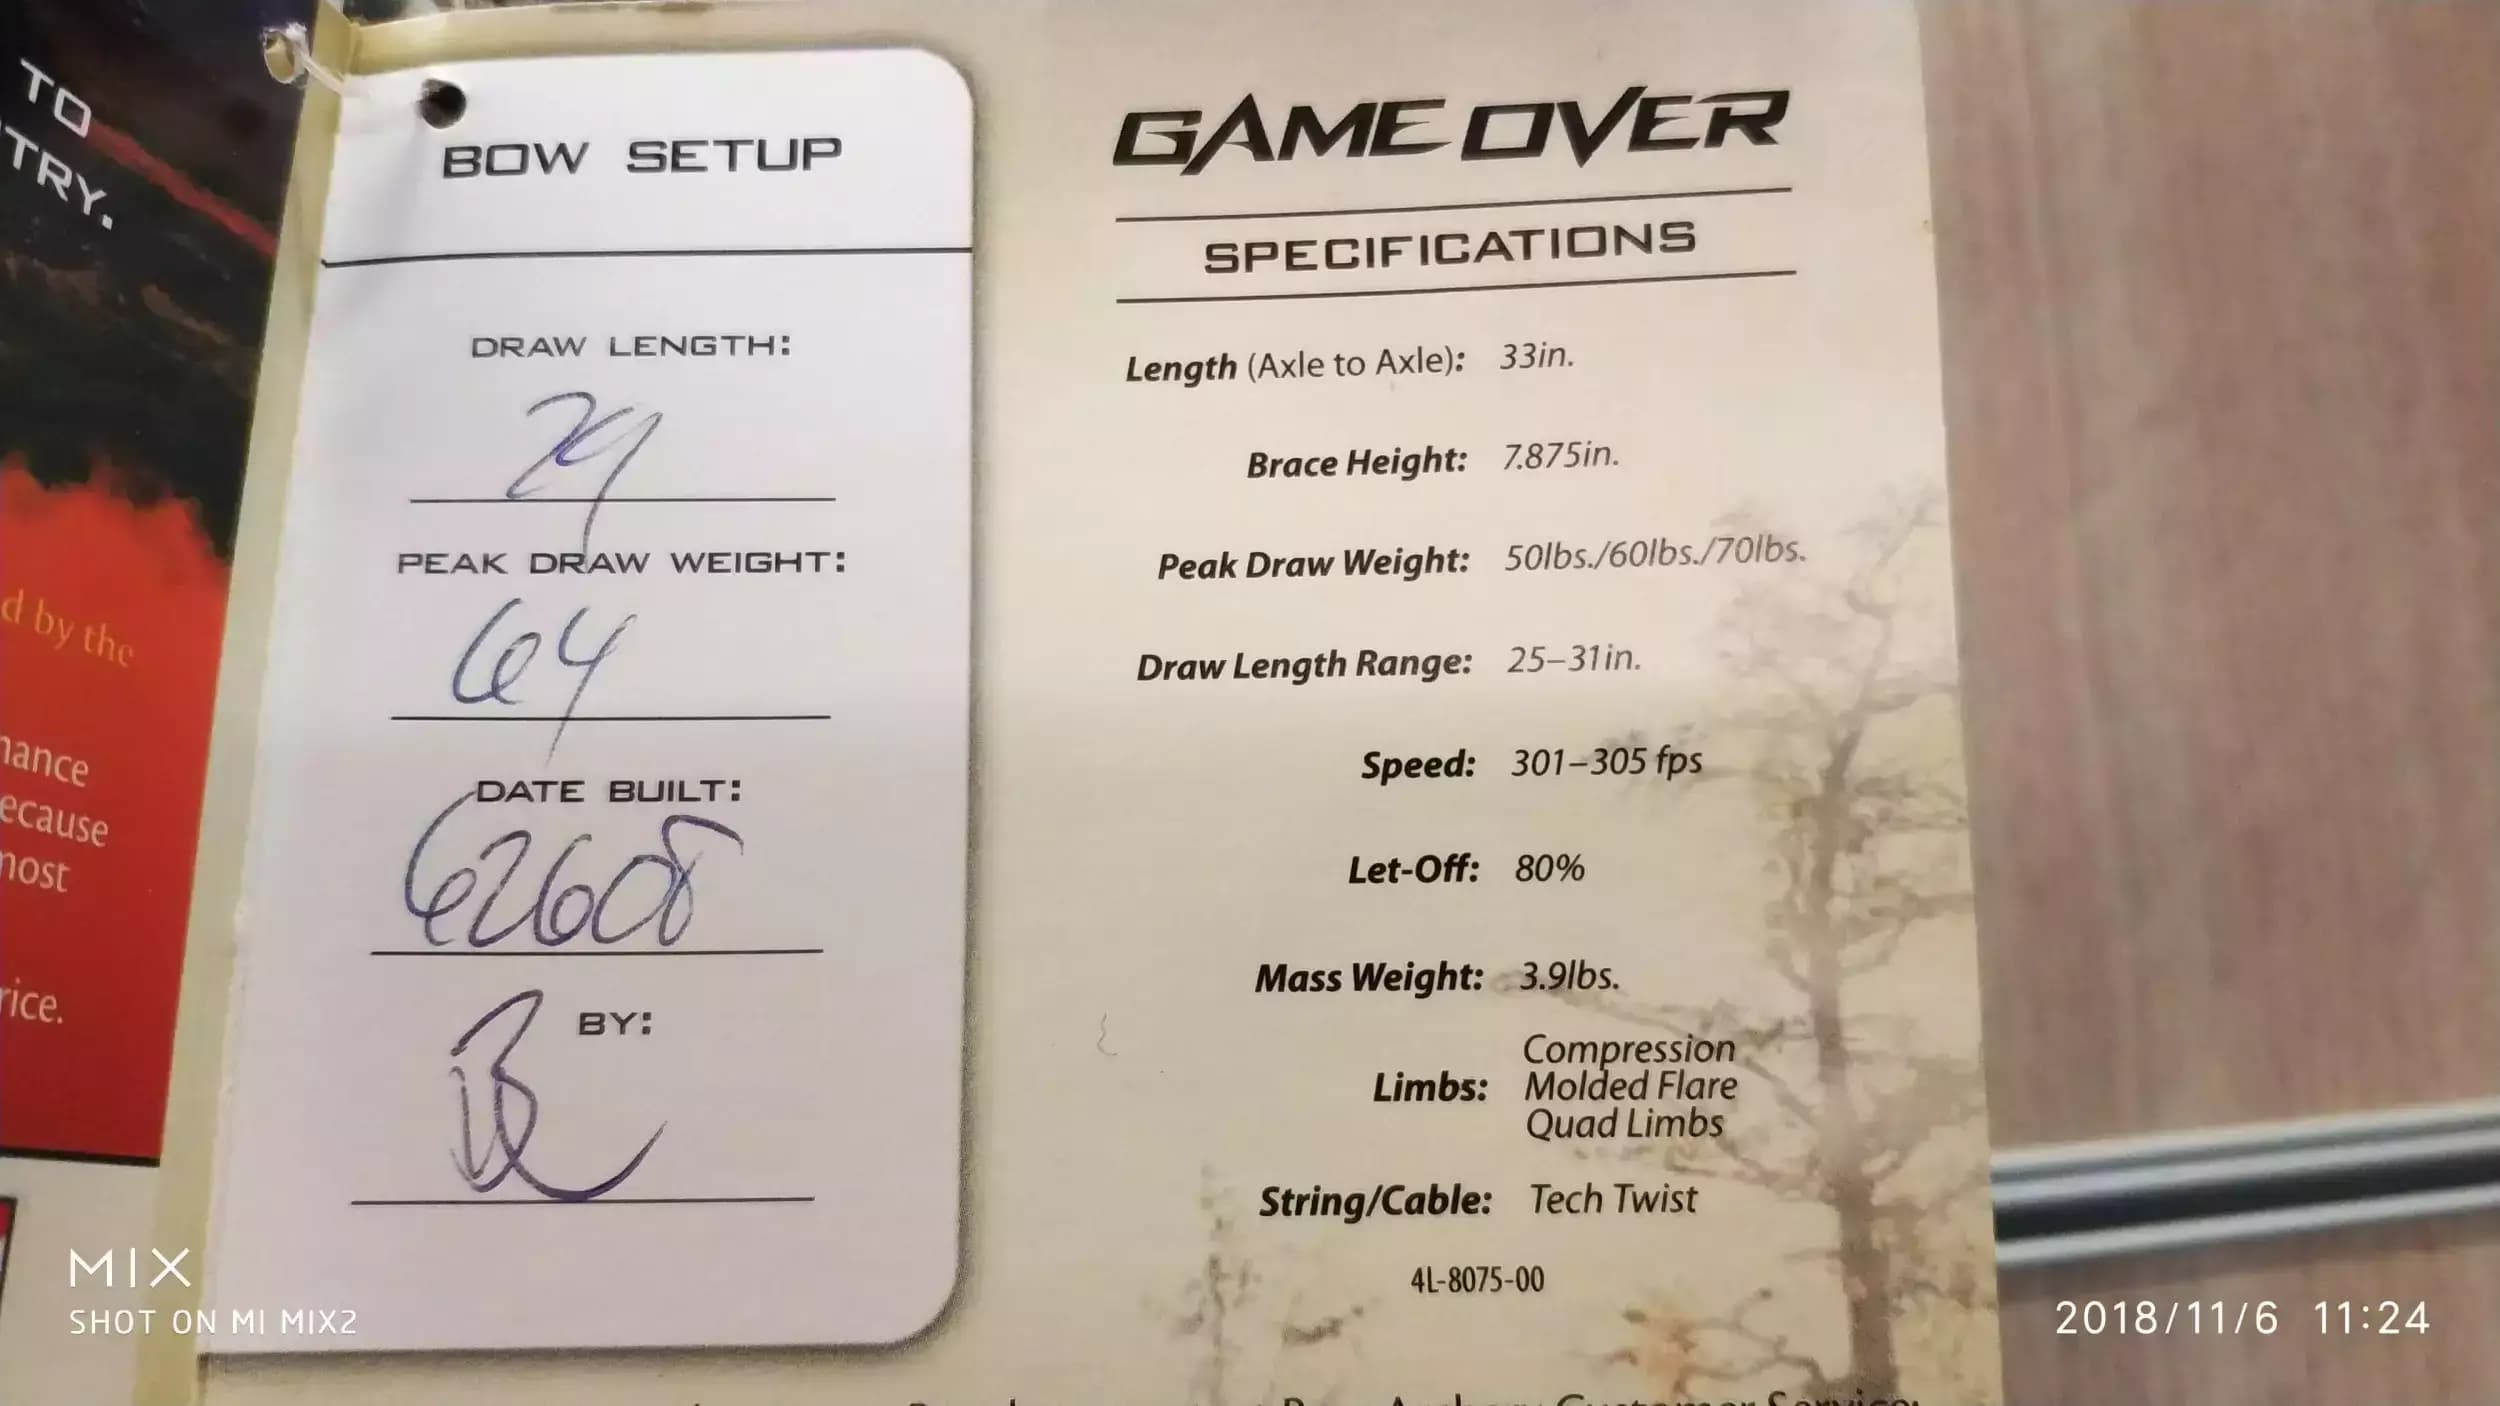 TO
TRY.
d by the
nance
ecause
most
rice.
BOW SETUP
DRAW LENGTH:
29
PEAK DRAW WEIGHT:
64
DATE BUILT:
62608
BY:
GAME OVER
SPECIFICATIONS
Length (Axle to Axle): 33in.
Brace Height: 7.875in.
Peak Draw Weight: 50lbs./60lbs./70lbs.
Draw Length Range: 25–31in.
Speed: 301–305 fps
Let-Off: 80%
Mass Weight: 3.9lbs.
Limbs: Compression
Molded Flare
Quad Limbs
String/Cable: Tech Twist
4L-8075-00
Archery Customer Service
MIX
SHOT ON MI MIX2
2018/11/6 11:24